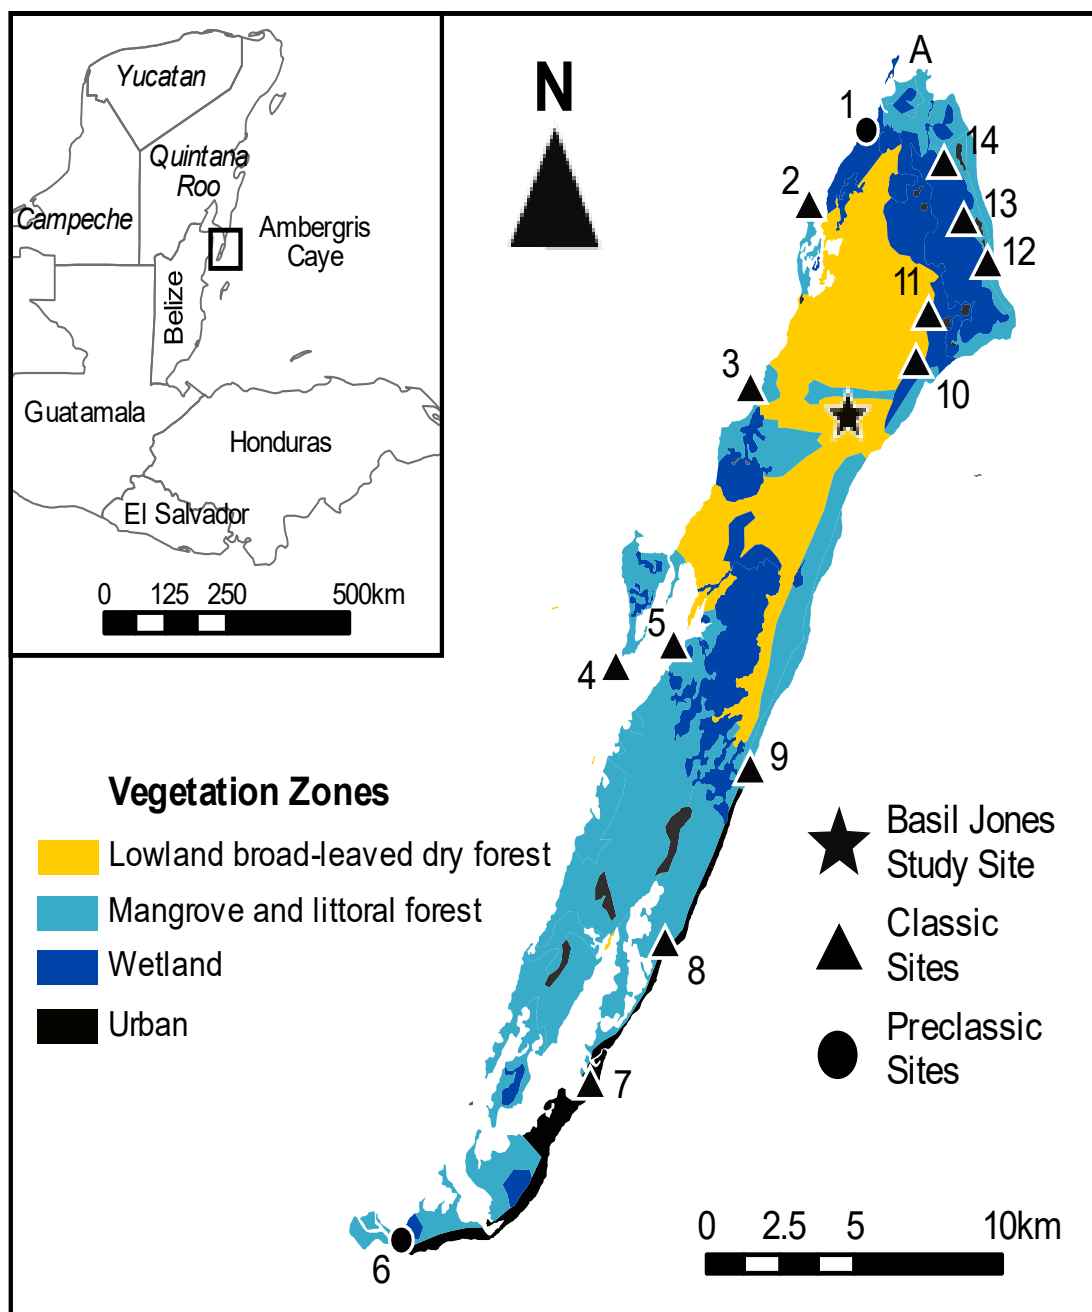 Yucatan
Quintana
Roo
Campeche
Ambergris
Caye
Belize
Guatamala
Honduras
El Salvador
0 125 250 500km
N
A
1
14
2
13
12
11
3
10
5
4
9
8
7
6
Vegetation Zones
Lowland broad-leaved dry forest
Mangrove and littoral forest
Wetland
Urban
Basil Jones
Study Site
Classic
Sites
Preclassic
Sites
0 2.5 5 10km